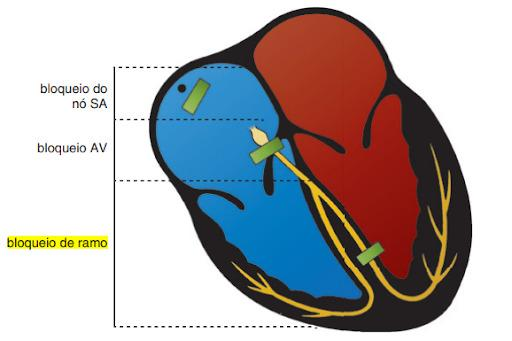 bloqueio do
nó SA
bloqueio AV
bloqueio de ramo